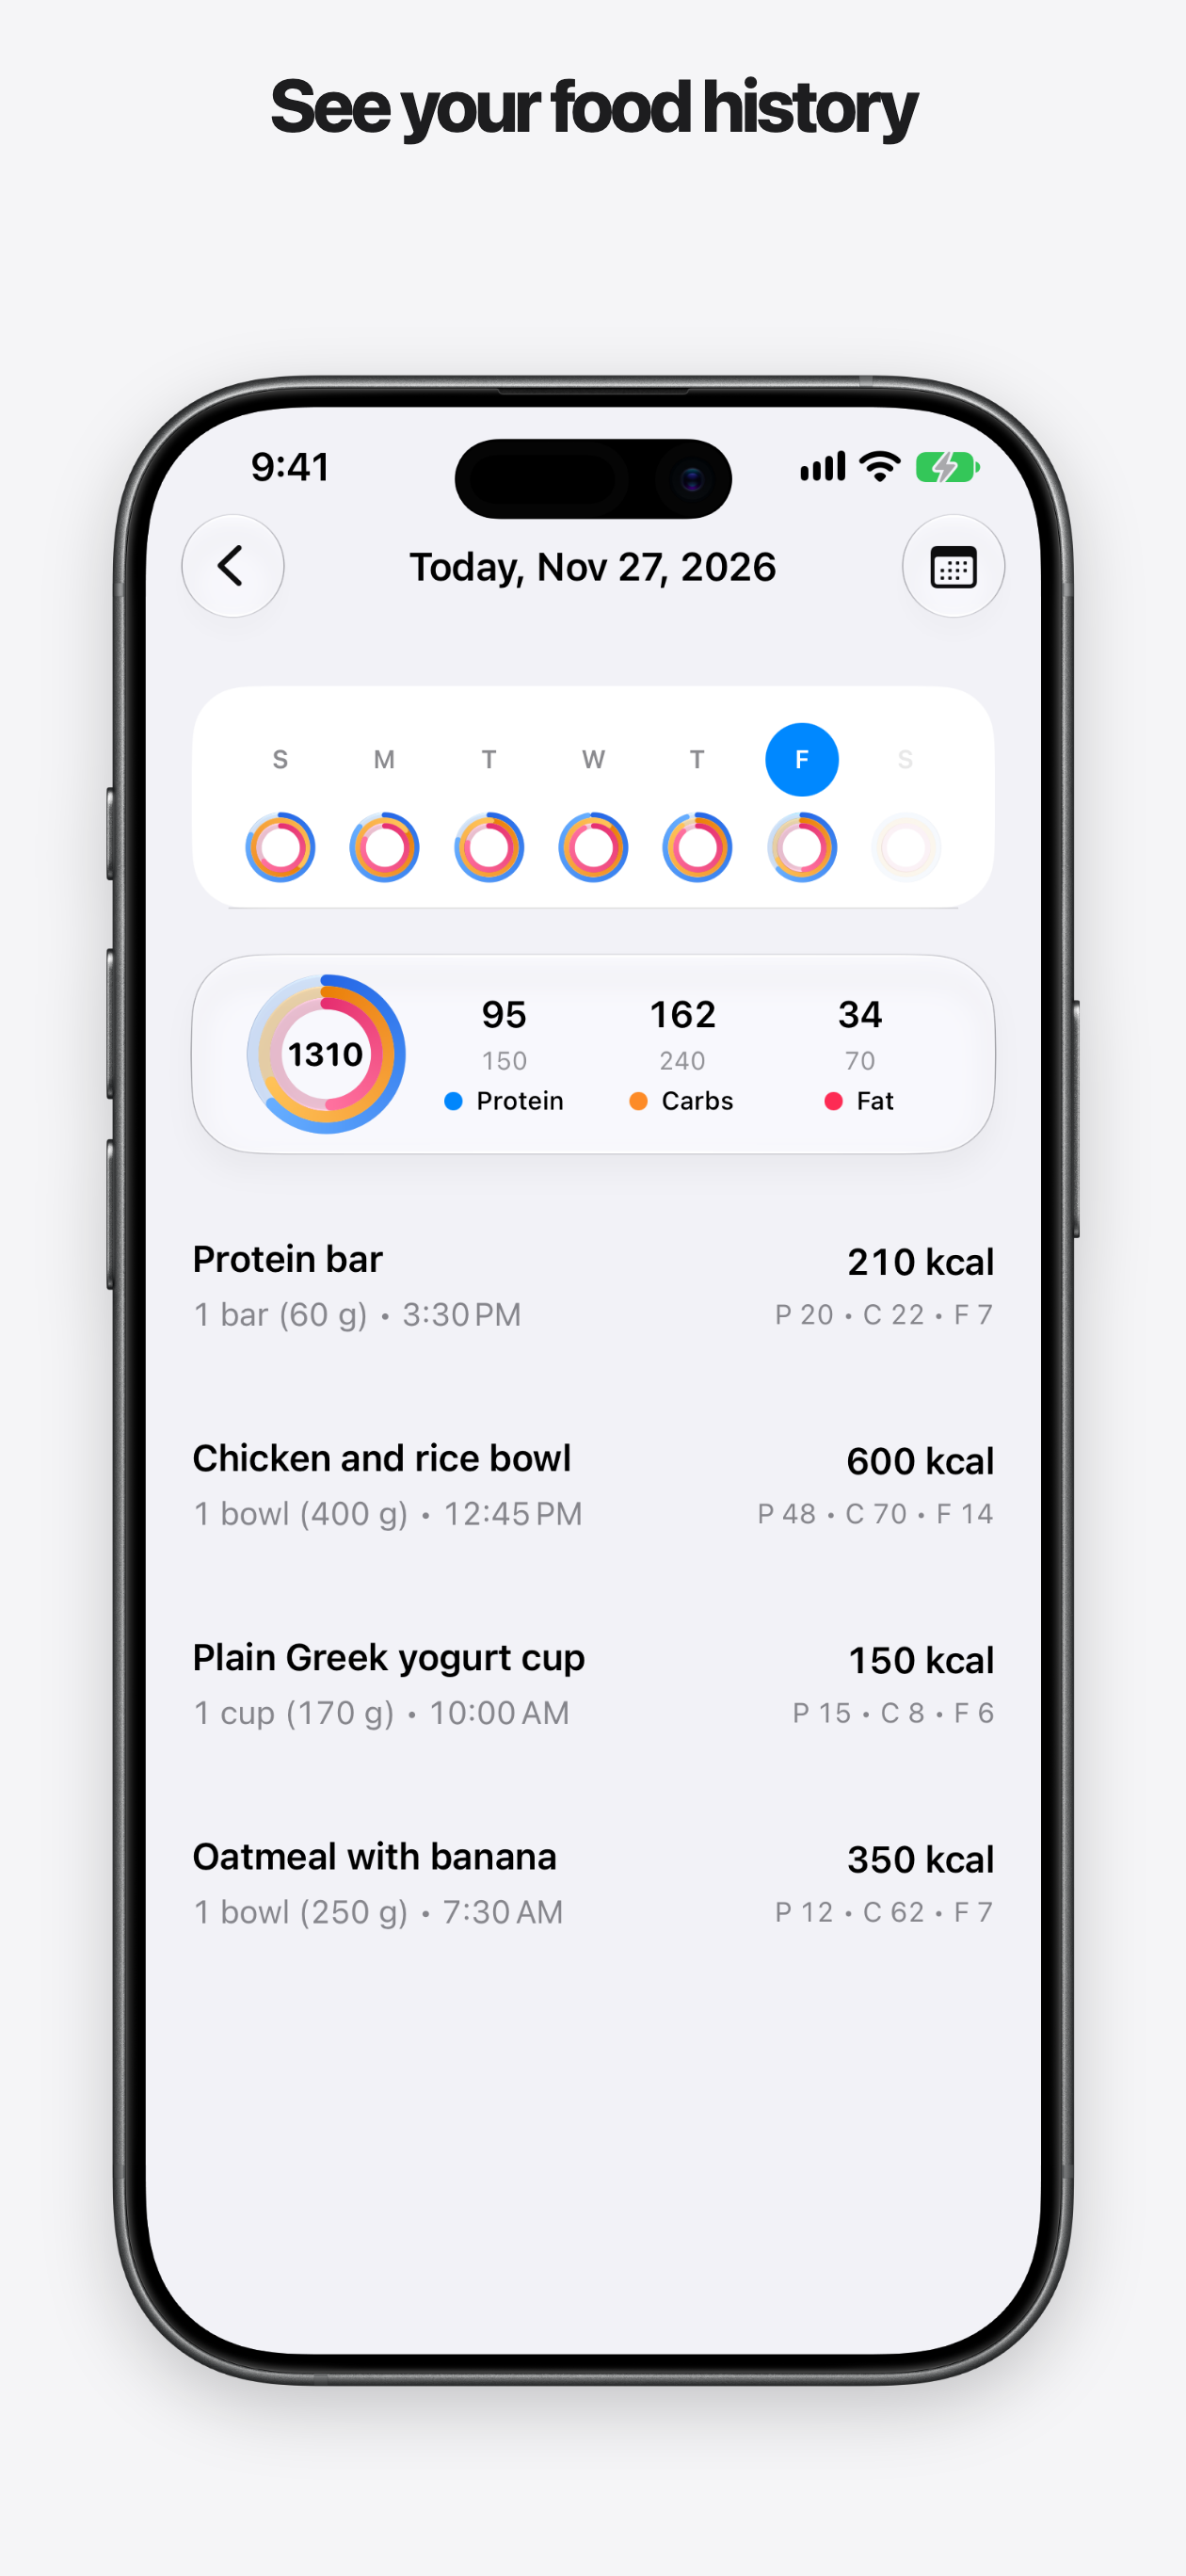 See your food history
9:41
Today, Nov 27, 2026
S M T W T F S
1310
95 162 34
150 240 70
Protein Carbs Fat
Protein bar 210 kcal
1 bar (60 g) • 3:30 PM P 20 • C 22 • F 7
Chicken and rice bowl 600 kcal
1 bowl (400 g) • 12:45 PM P 48 • C 70 • F 14
Plain Greek yogurt cup 150 kcal
1 cup (170 g) • 10:00 AM P 15 • C 8 • F 6
Oatmeal with banana 350 kcal
1 bowl (250 g) • 7:30 AM P 12 • C 62 • F 7